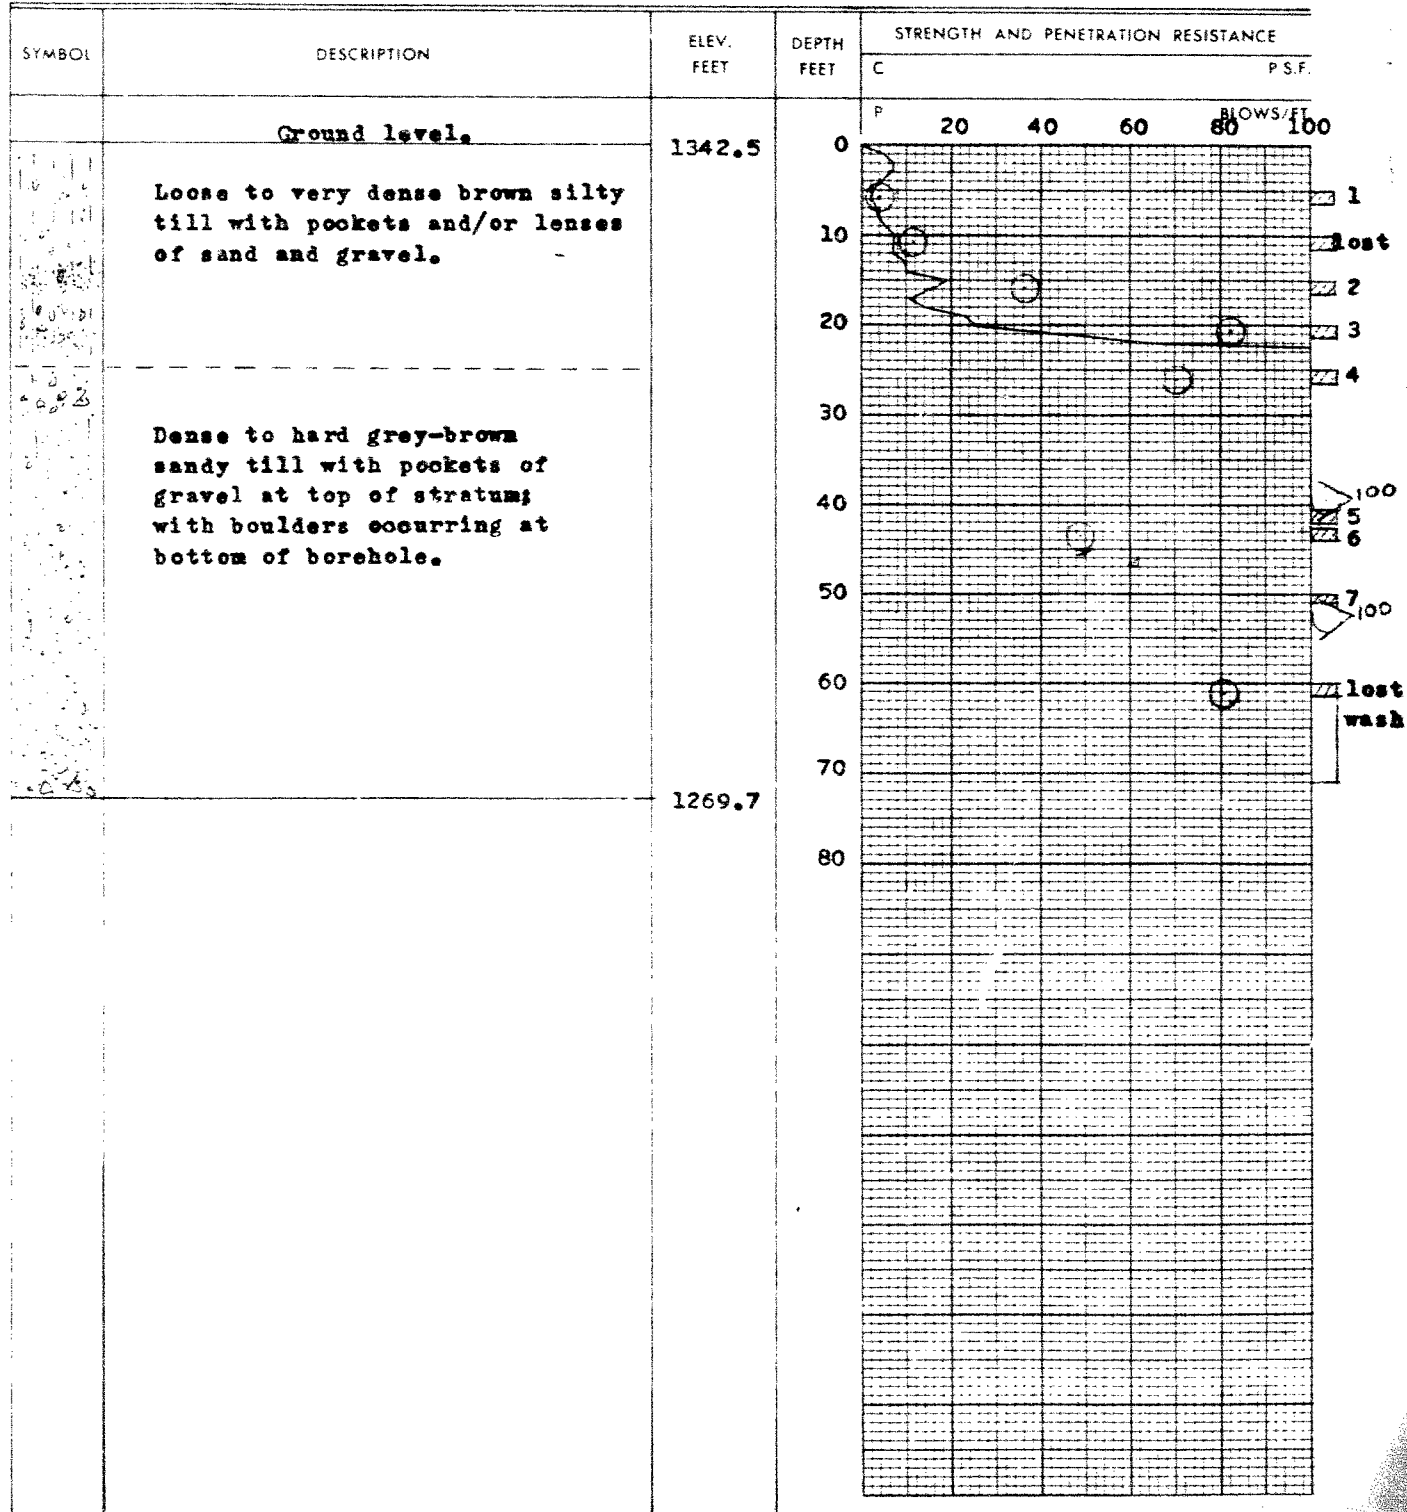 SYMBOL
DESCRIPTION
ELEV.
FEET
DEPTH
FEET
STRENGTH AND PENETRATION RESISTANCE
C
P.S.F.
P
BLOWS/FT.
20 40 60 80 100
Ground level.
1342.5
0
Loose to very dense brown silty
till with pockets and/or lenses
of sand and gravel.
1
10
lost
2
20
3
4
30
Dense to hard grey-brown
sandy till with pockets of
gravel at top of stratum;
with boulders occurring at
bottom of borehole.
100
40
5
6
50
7
100
60
lost
wash
70
1269.7
80